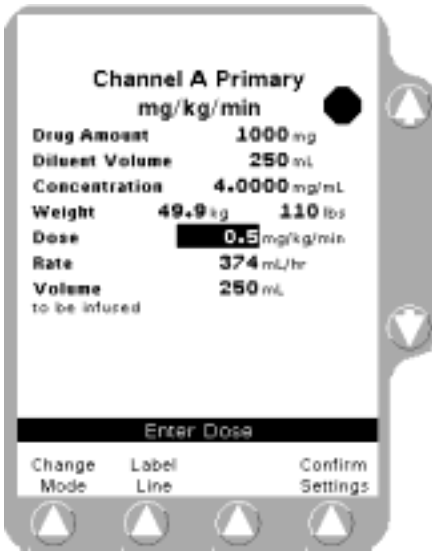 Channel A Primary
mg/kg/min
Drug Amount 1000 mg
Diluent Volume 250 mL
Concentration 4.0000 mg/mL
Weight 49.9 kg 110 lbs
Dose 0.5 mg/kg/min
Rate 374 mL/hr
Volume 250 mL
to be infused
Enter Dose
Change Label Confirm
Mode Line Settings